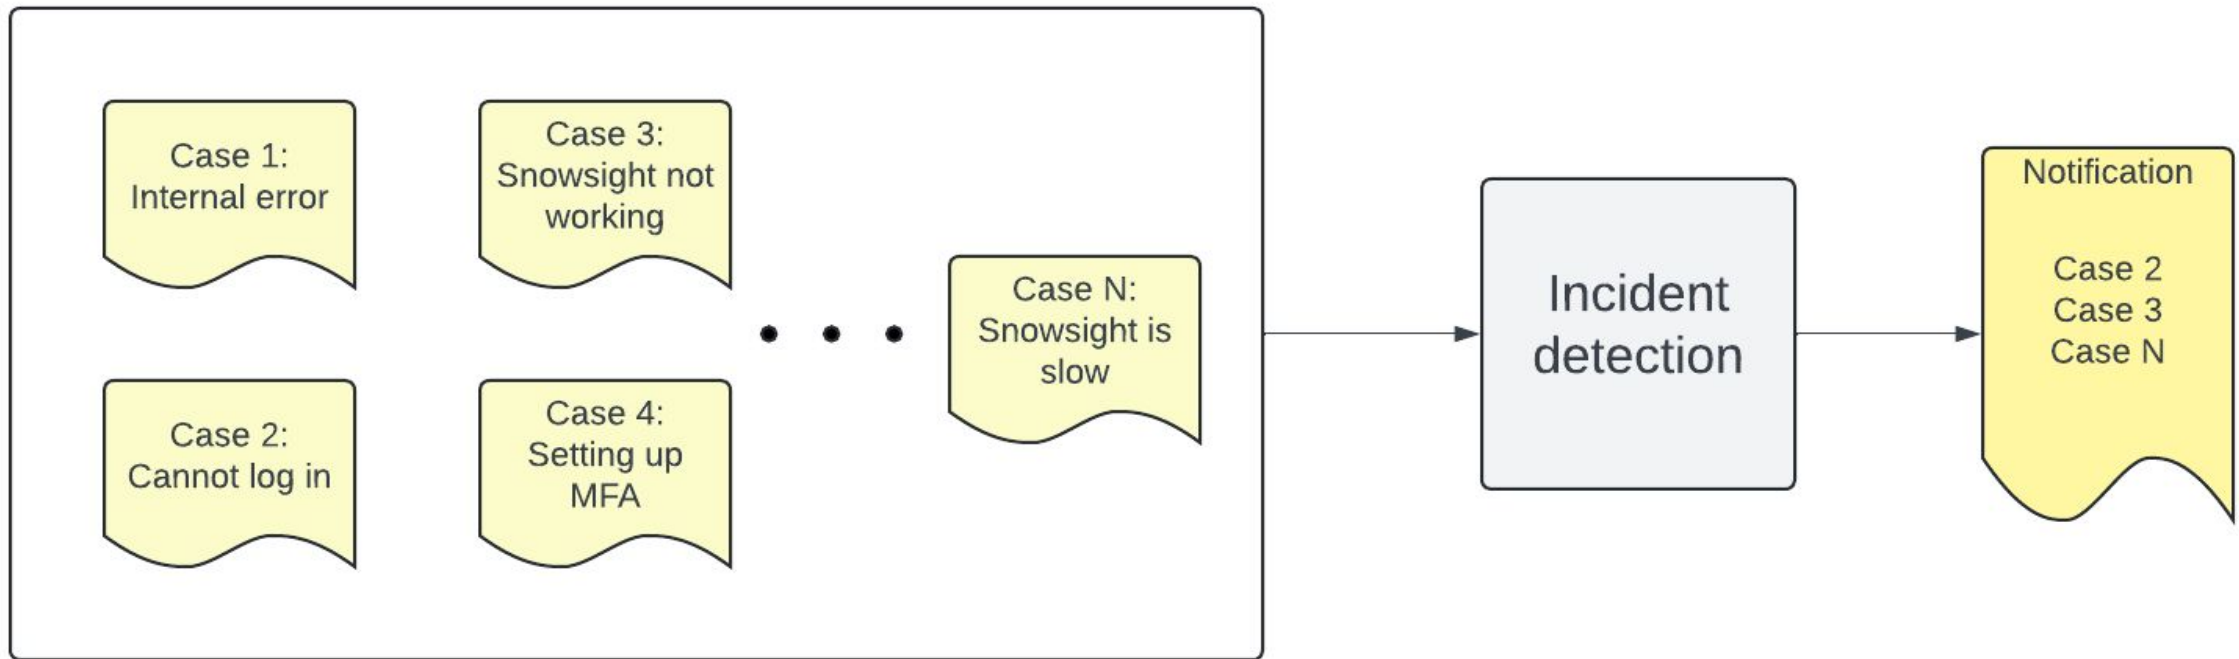 Case 1:
Internal error
Case 2:
Cannot log in
Case 3:
Snowsight not
working
Case 4:
Setting up
MFA
Case N:
Snowsight is
slow
Incident
detection
Notification
Case 2
Case 3
Case N